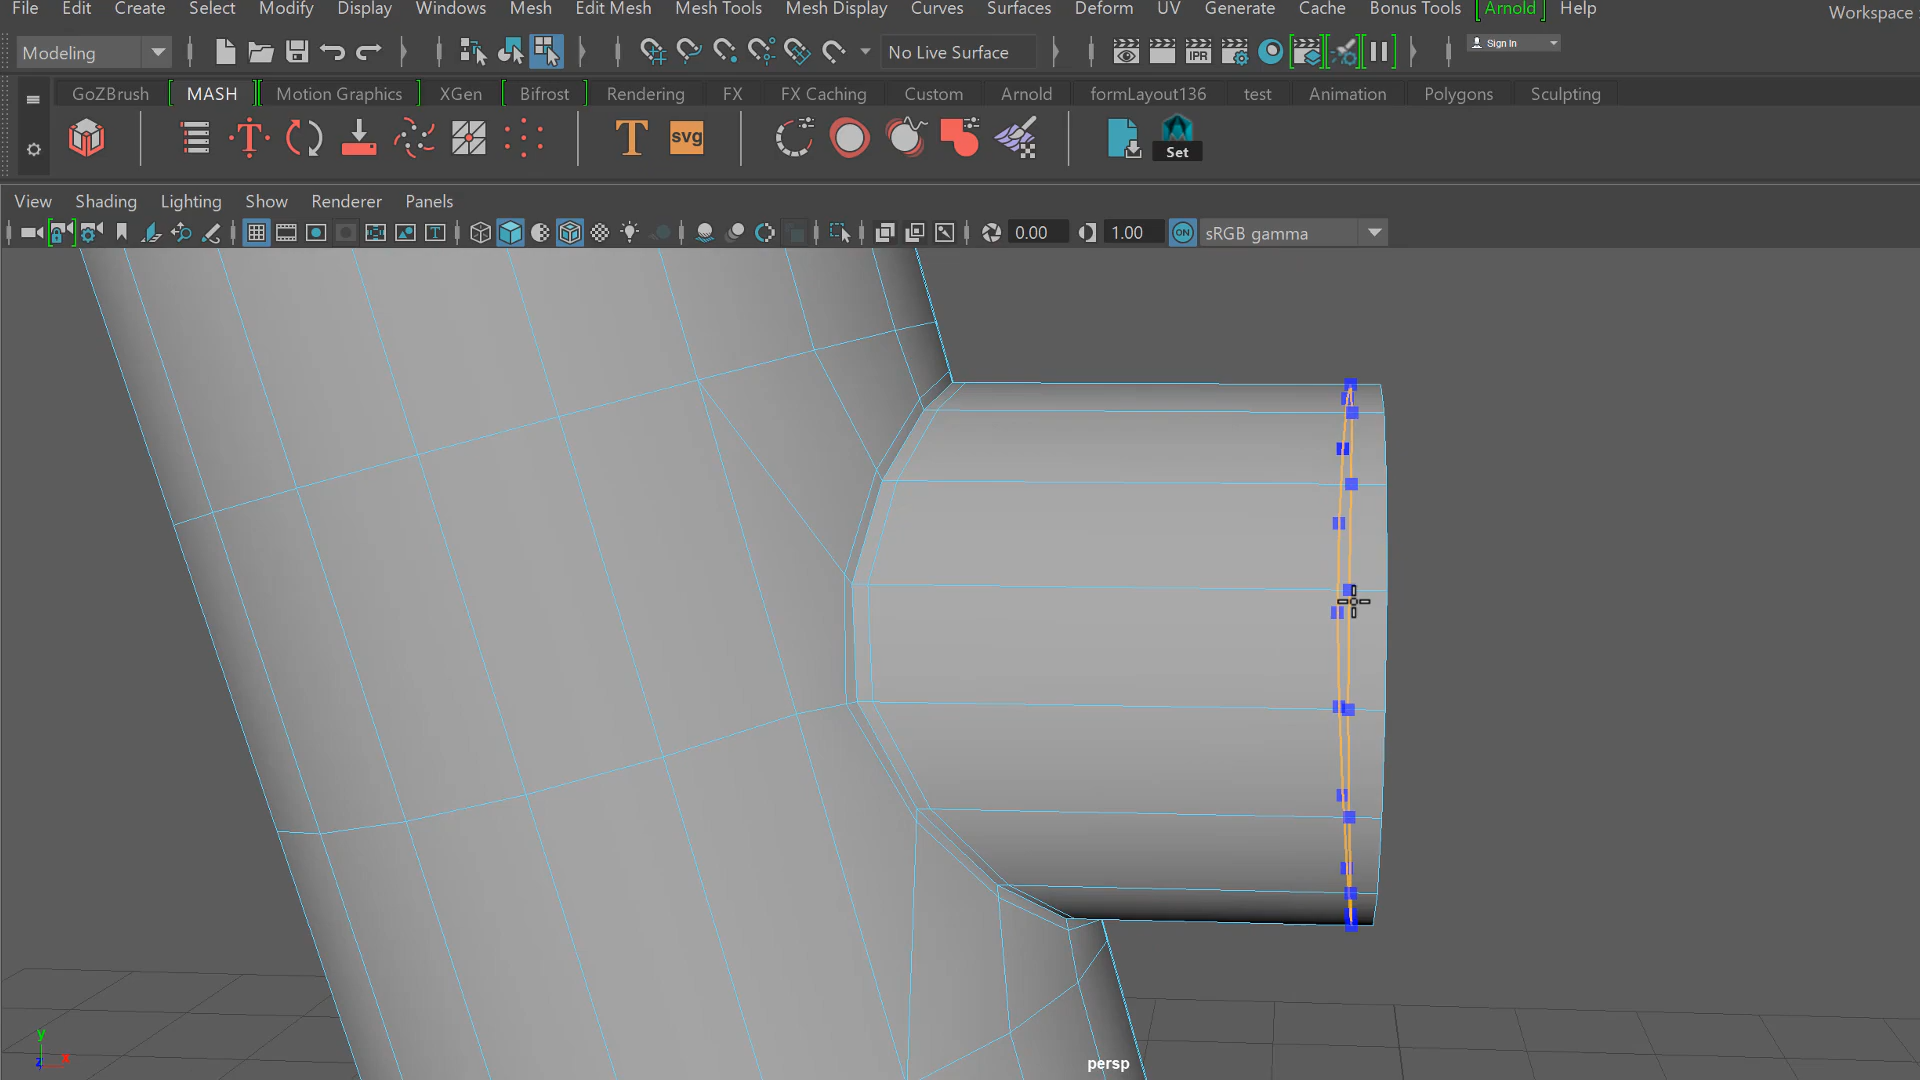 File Edit Create Select Modify Display Windows Mesh Edit Mesh Mesh Tools Mesh Display Curves Surfaces Deform UV Generate Cache Bonus Tools Arnold Help
Workspace
Modeling
No Live Surface
Sign In
GoZBrush MASH Motion Graphics XGen Bifrost Rendering FX FX Caching Custom Arnold formLayout136 test Animation Polygons Sculpting
T
svg
Set
View Shading Lighting Show Renderer Panels
0.00
1.00
ON
sRGB gamma
IPR
y
z
x
persp